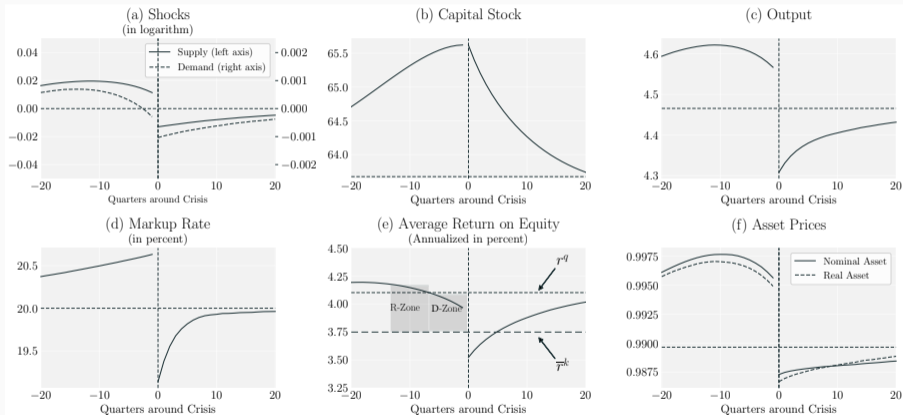 (a) Shocks
(in logarithm)
0.04
0.02
0.00
−0.02
−0.04
0.002
0.001
0.000
−0.001
−0.002
Supply (left axis)
Demand (right axis)
−20
−10
0
10
20
Quarters around Crisis
(b) Capital Stock
65.5
65.0
64.5
64.0
−20
−10
0
10
20
Quarters around Crisis
(c) Output
4.6
4.5
4.4
4.3
−20
−10
0
10
20
Quarters around Crisis
(d) Markup Rate
(in percent)
20.5
20.0
19.5
−20
−10
0
10
20
Quarters around Crisis
(e) Average Return on Equity
(Annualized in percent)
4.50
4.25
4.00
3.75
3.50
3.25
R-Zone
D-Zone
r^q
r̅^k
−20
−10
0
10
20
Quarters around Crisis
(f) Asset Prices
0.9975
0.9950
0.9925
0.9900
0.9875
Nominal Asset
Real Asset
−20
−10
0
10
20
Quarters around Crisis